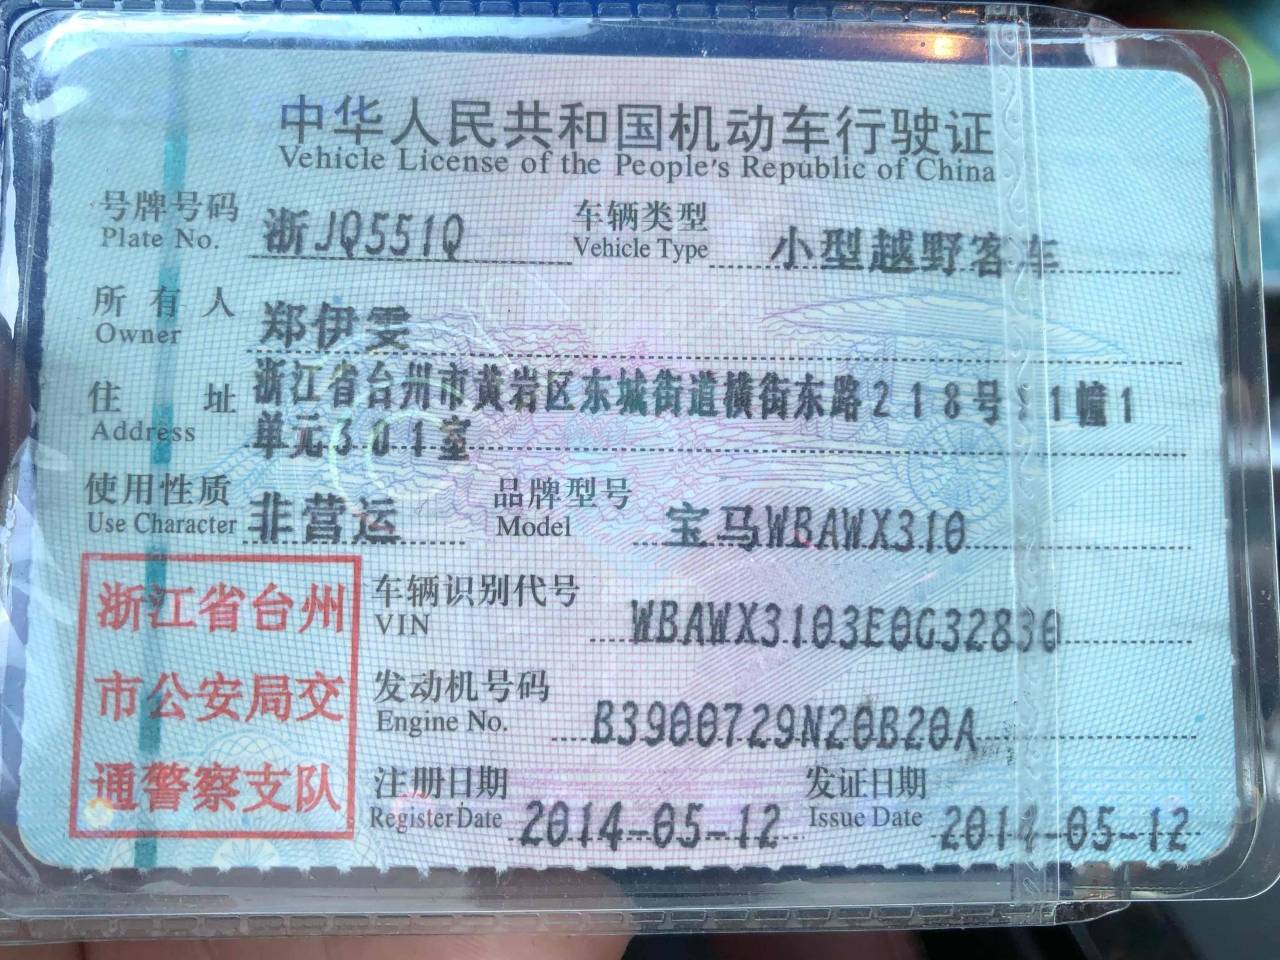 中华人民共和国机动车行驶证
Vehicle License of the People's Republic of China
号牌号码 浙JQ551Q 车辆类型 小型越野客车
Plate No. Vehicle Type
所有人 郑伊雯
Owner
住址 浙江省台州市黄岩区东城街道横街东路218号 1幢1
Address 单元301室
使用性质 非营运 品牌型号 宝马WBAWX310
Use Character Model
浙江省台州 车辆识别代号 WBAWX3103E0G32830
VIN
市公安局交 发动机号码 B3900729N20B20A
Engine No.
通警察支队 注册日期 2014-05-12 发证日期 2014-05-12
Register Date Issue Date